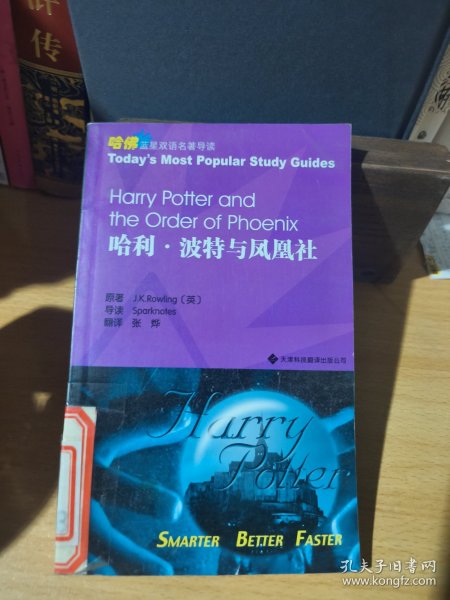 哈佛蓝星双语名著导读
Today's Most Popular Study Guides
Harry Potter and
the Order of Phoenix
哈利·波特与凤凰社
原著 J.K.Rowling（英）
导读 Sparknotes
翻译 张 烨
天津科技翻译出版公司
Harry
Potter
SMARTER BETTER FASTER
传
孔夫子旧书网
www.kongfz.com